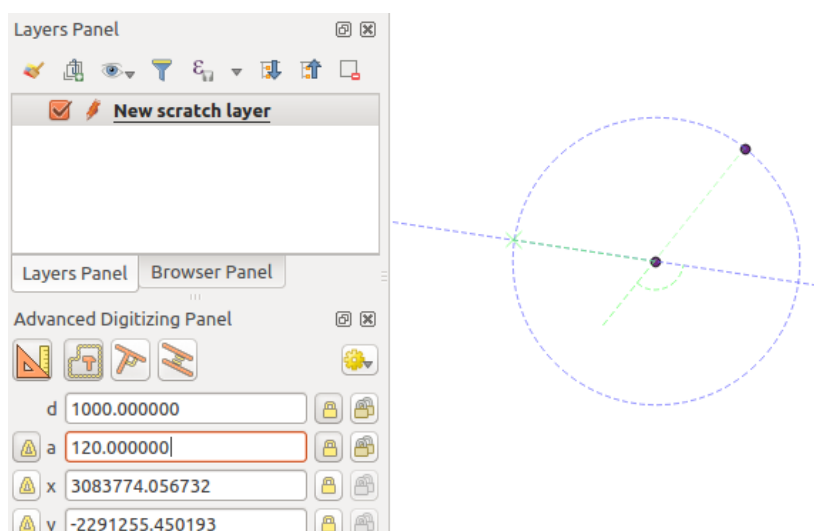 Layers Panel
New scratch layer
Layers Panel Browser Panel
Advanced Digitizing Panel
d 1000.000000
a 120.000000
x 3083774.056732
y -2291255.450193